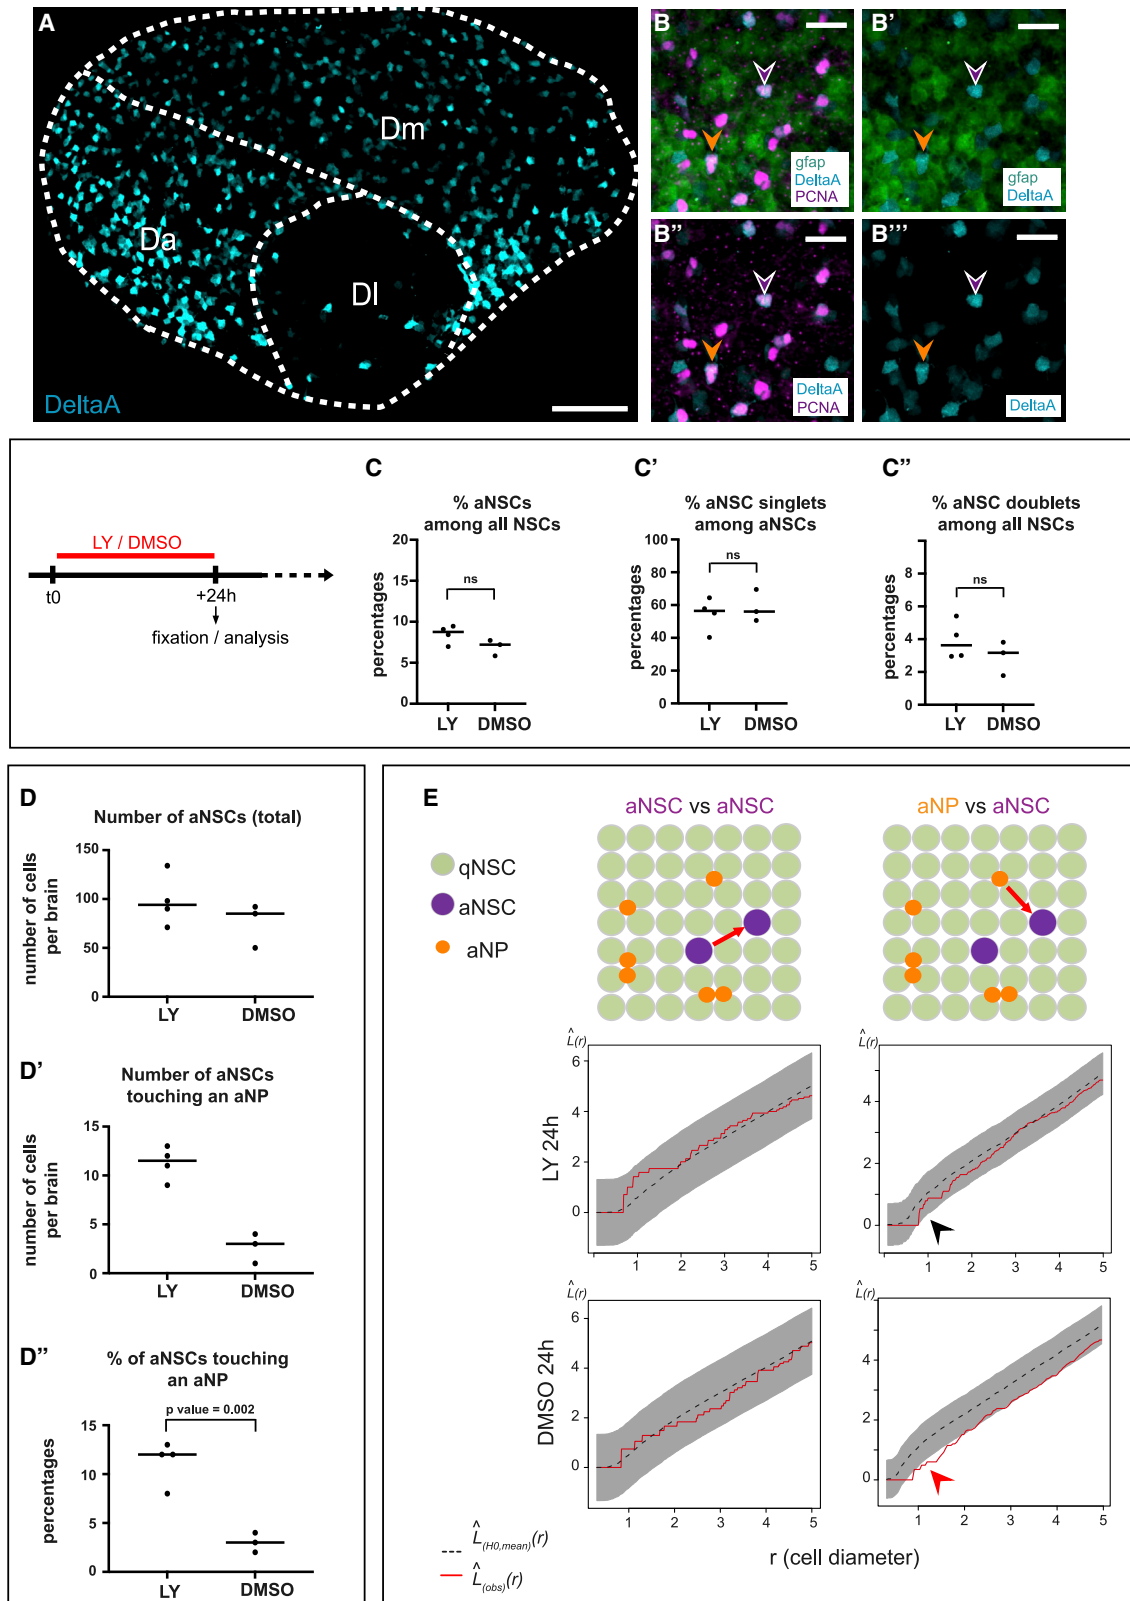 A
Dm
Da
Dl
DeltaA
B
gfap
DeltaA
PCNA
B'
gfap
DeltaA
B''
DeltaA
PCNA
B'''
DeltaA
LY / DMSO
t0
+24h
fixation / analysis
C
% aNSCs
among all NSCs
percentages
20
15
10
5
0
ns
LY
DMSO
C'
% aNSC singlets
among aNSCs
percentages
100
80
60
40
20
0
ns
LY
DMSO
C''
% aNSC doublets
among all NSCs
percentages
8
6
4
2
0
ns
LY
DMSO
D
Number of aNSCs (total)
number of cells
per brain
150
100
50
0
LY
DMSO
D'
Number of aNSCs
touching an aNP
number of cells
per brain
15
10
5
0
LY
DMSO
D''
% of aNSCs touching
an aNP
p value = 0.002
percentages
15
10
5
0
LY
DMSO
E
aNSC vs aNSC
aNP vs aNSC
qNSC
aNSC
aNP
LY 24h
L̂(r)
6
4
2
0
1 2 3 4 5
L̂(r)
4
2
0
1 2 3 4 5
DMSO 24h
L̂(r)
6
4
2
0
1 2 3 4 5
L̂(r)
4
2
0
1 2 3 4 5
r (cell diameter)
L̂(H0,mean)(r)
L̂(obs)(r)